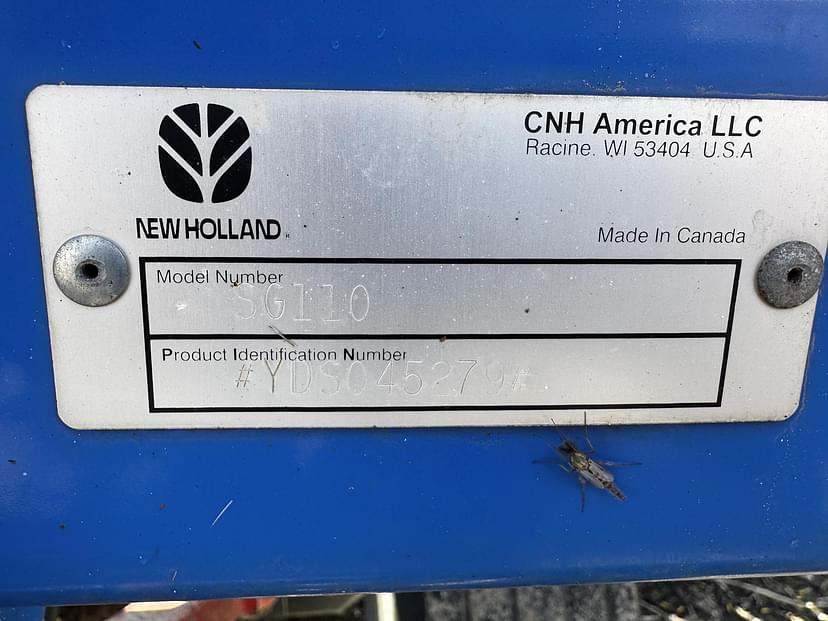 CNH America LLC
Racine. WI 53404 U.S.A
NEW HOLLAND
Made In Canada
Model Number
SG110
Product Identification Number
#YDS045279#